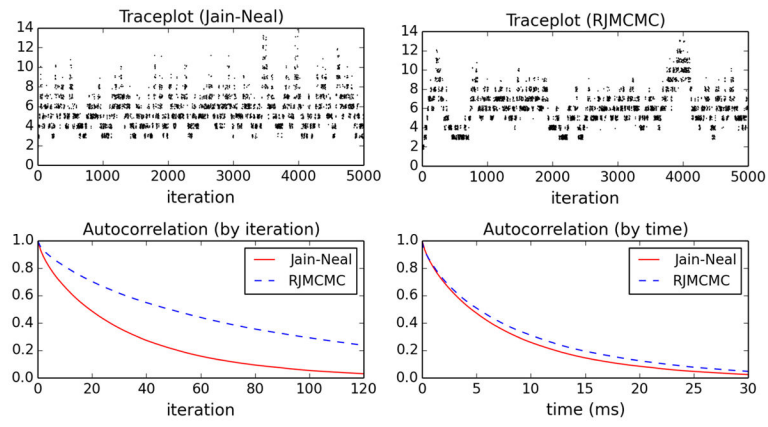 Traceplot (Jain-Neal)
14
12
10
8
6
4
2
0
0 1000 2000 3000 4000 5000
iteration
Traceplot (RJMCMC)
14
12
10
8
6
4
2
0
0 1000 2000 3000 4000 5000
iteration
Autocorrelation (by iteration)
1.0
0.8
0.6
0.4
0.2
0.0
Jain-Neal
RJMCMC
0 20 40 60 80 100 120
iteration
Autocorrelation (by time)
1.0
0.8
0.6
0.4
0.2
0.0
Jain-Neal
RJMCMC
0 5 10 15 20 25 30
time (ms)